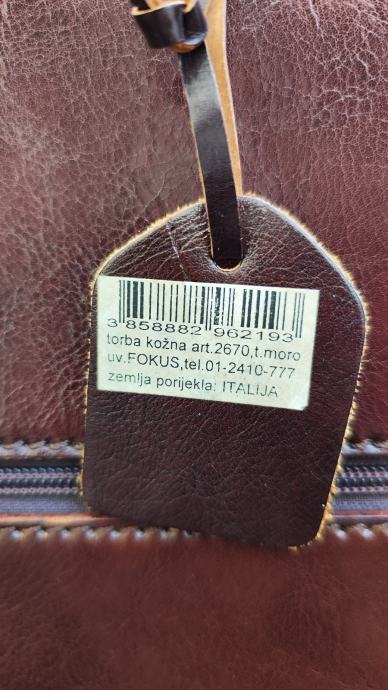 3 858882 962193
torba kožna art.2670,t.moro
uv.FOKUS,tel.01-2410-777
zemlja porijekla: ITALIJA